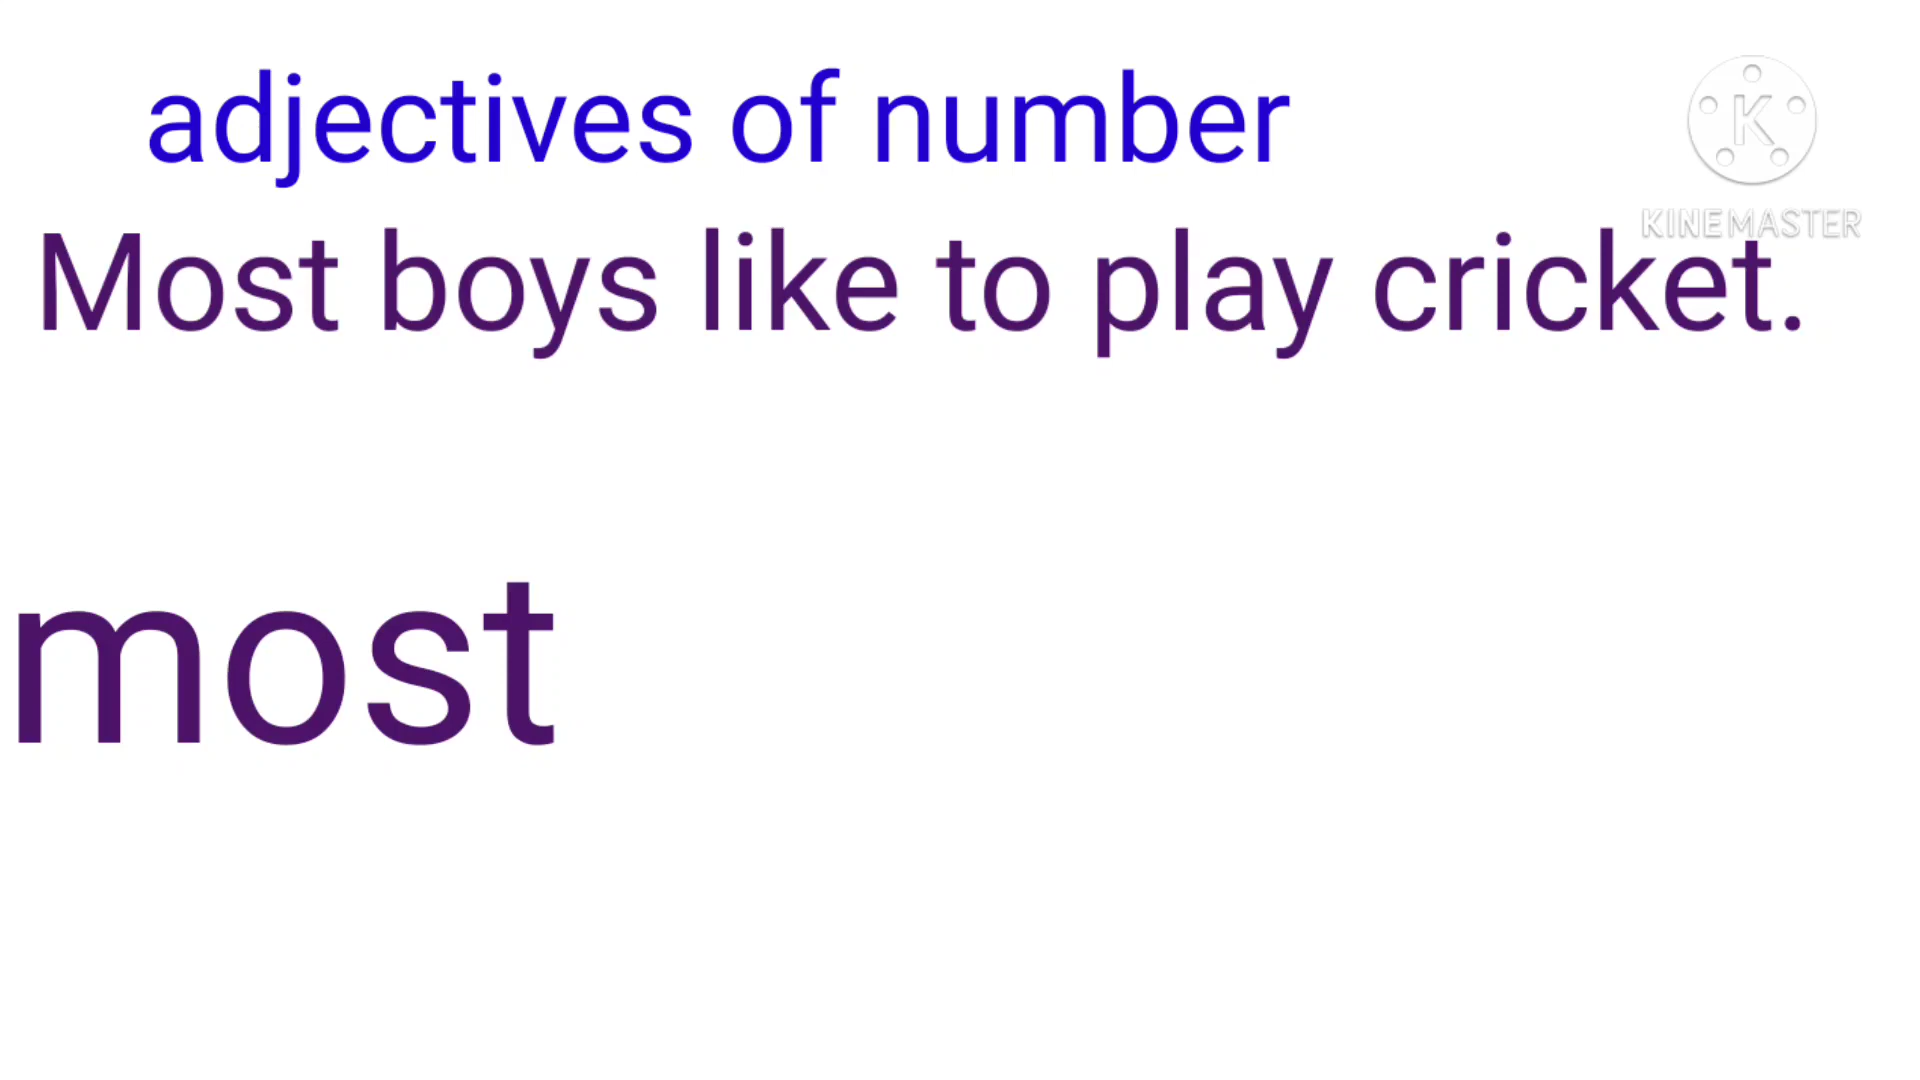 adjectives of number
K
KINEMASTER
Most boys like to play cricket.
most